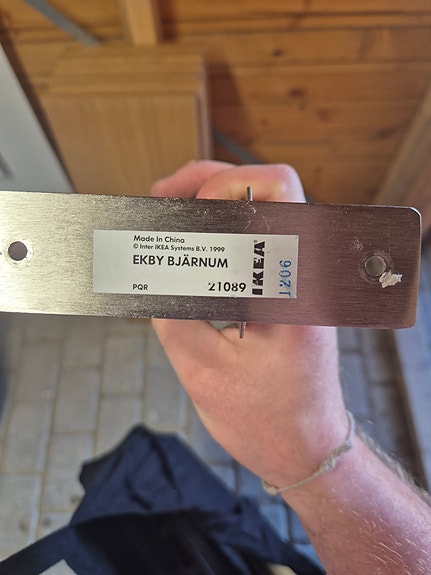 Made in China
© Inter IKEA Systems B.V. 1999
EKBY BJÄRNUM
PQR 21089
IKEA
1206